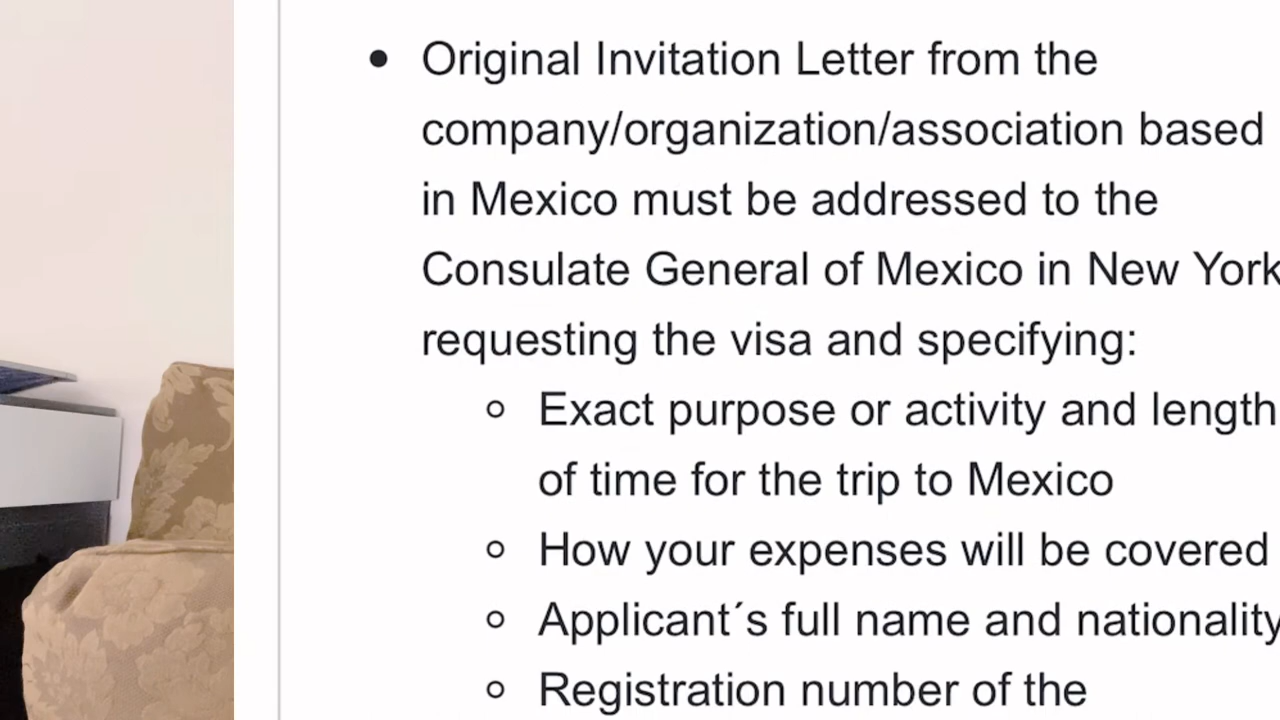 Original Invitation Letter from the
company/organization/association based
in Mexico must be addressed to the
Consulate General of Mexico in New York
requesting the visa and specifying:
Exact purpose or activity and length
of time for the trip to Mexico
How your expenses will be covered
Applicant´s full name and nationality
Registration number of the